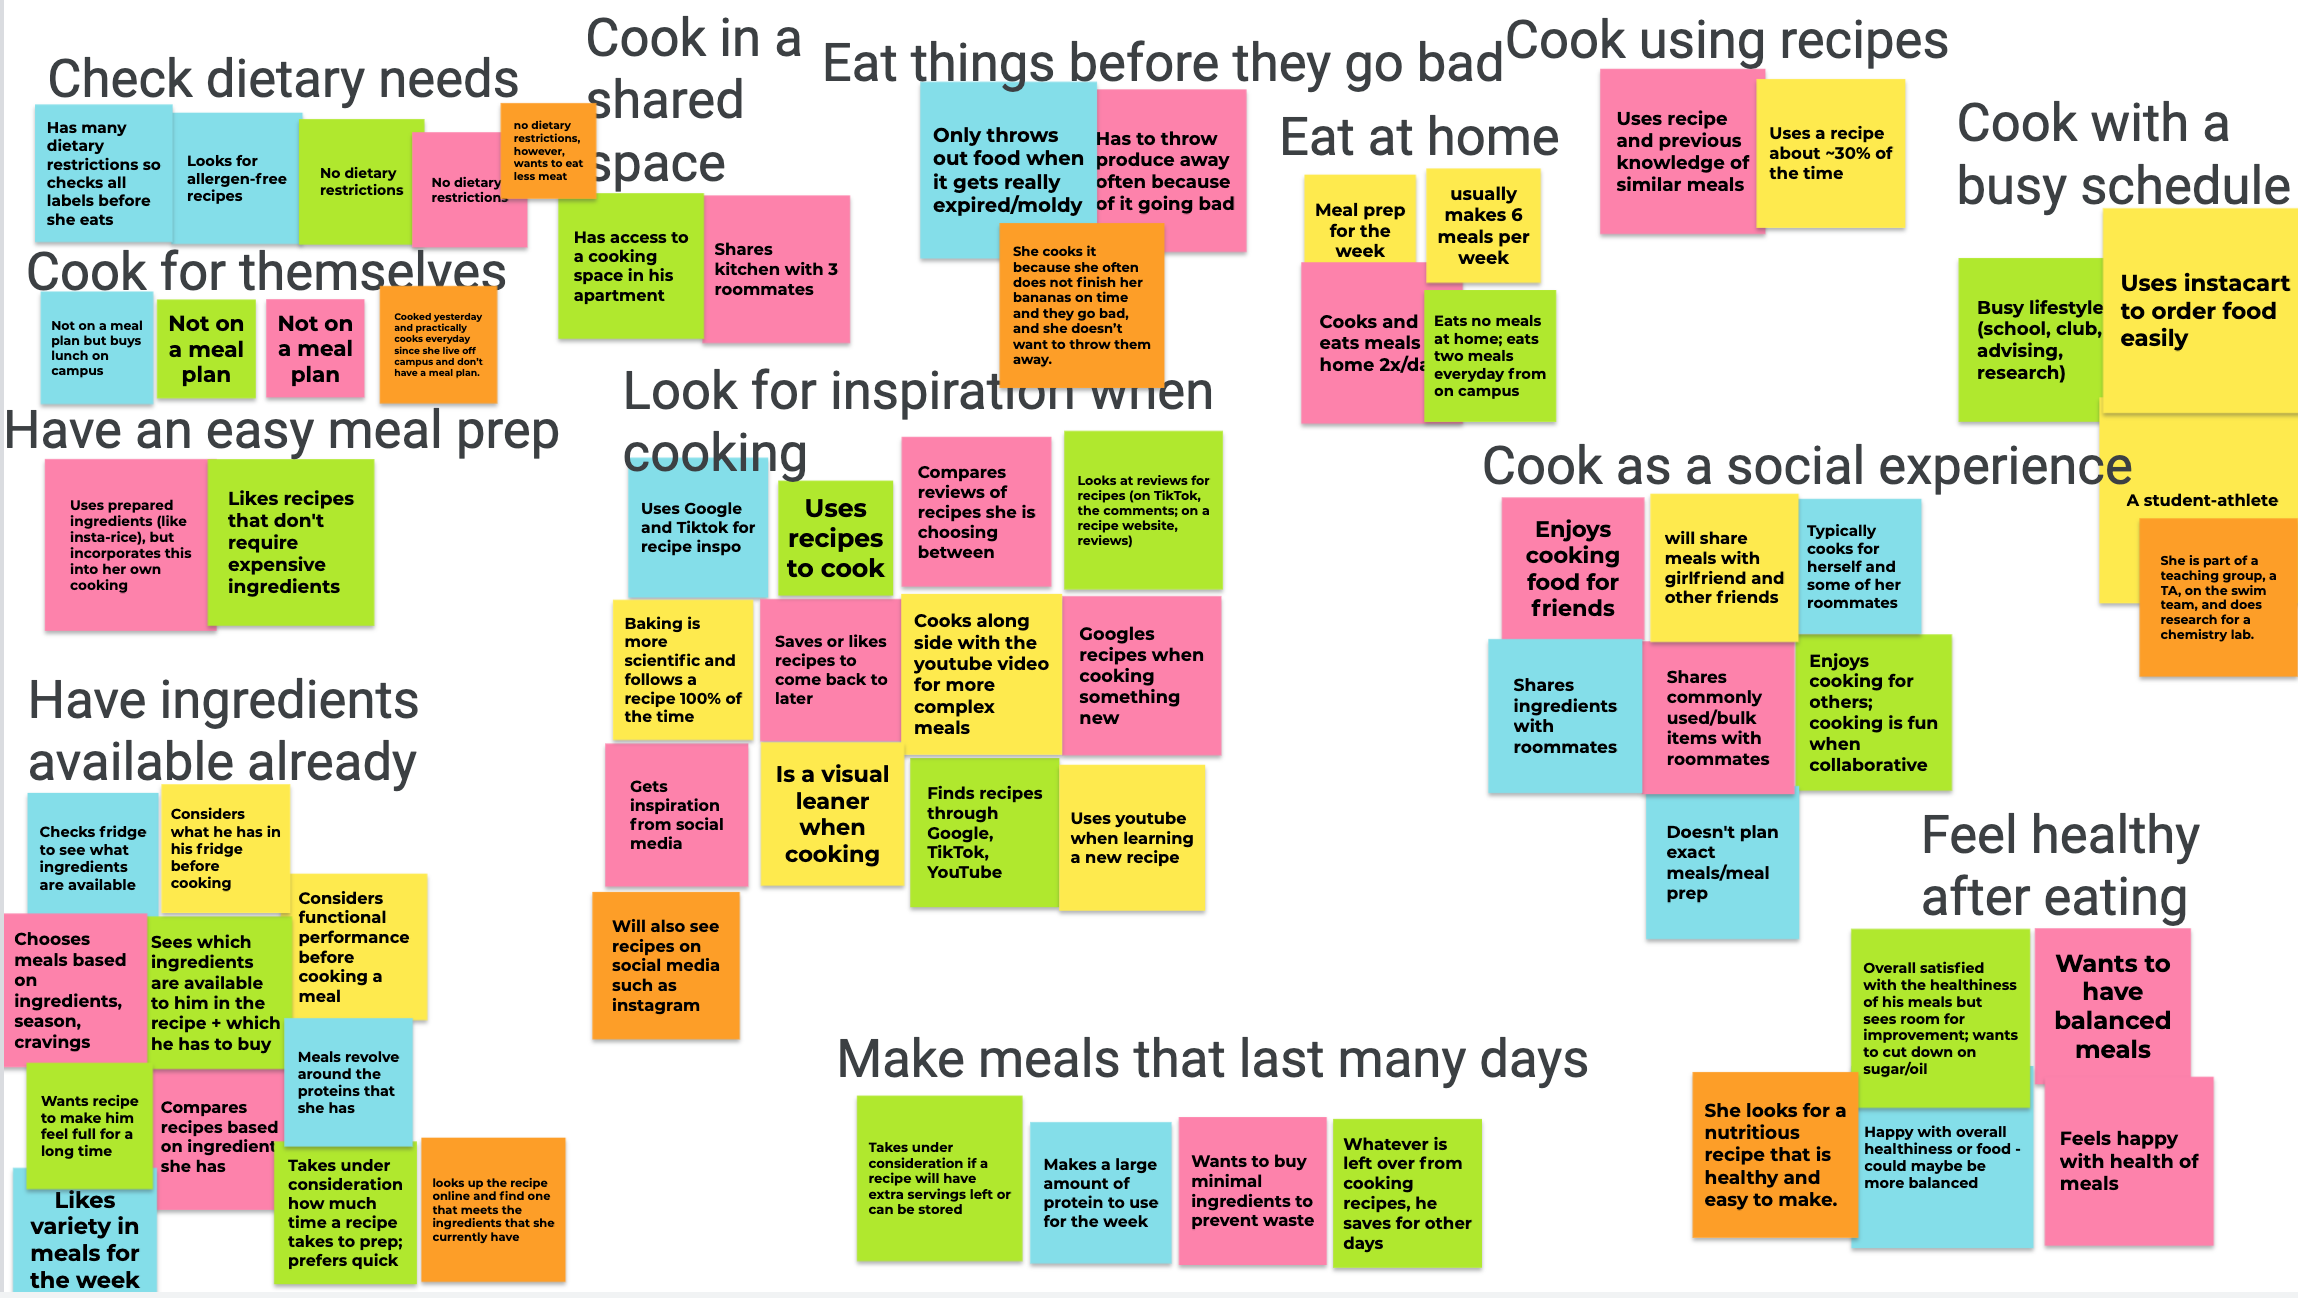 Check dietary needs
Has many
dietary
restrictions so
checks all
labels before
she eats
Looks for
allergen-free
recipes
No dietary
restrictions
No dietary
restrictions
no dietary
restrictions,
however,
wants to eat
less meat
Cook in a
shared
space
Has access to
a cooking
space in his
apartment
Shares
kitchen with 3
roommates
Eat things before they go bad
Only throws
out food when
it gets really
expired/moldy
Has to throw
produce away
often because
of it going bad
She cooks it
because she often
does not finish her
bananas on time
and they go bad,
and she doesn't
want to throw them
away.
Eat at home
Meal prep
for the
week
usually
makes 6
meals per
week
Cooks and
eats meals
home
Eats no meals
at home; eats
two meals
everyday from
on campus
Cook using recipes
Uses recipe
and previous
knowledge of
similar meals
Uses a recipe
about ~30% of
the time
Cook with a
busy schedule
Busy lifestyle
(school, club,
advising,
research)
Uses instacart
to order food
easily
A student-athlete
She is part of a
teaching group, a
TA, on the swim
team, and does
research for a
chemistry lab.
Cook for themselves
Not on a meal
plan but buys
lunch on
campus
Not on
a meal
plan
Not on
a meal
plan
Cooked yesterday
and practically
cooks everyday
since she live off
campus and don't
have a meal plan.
Have an easy meal prep
Uses prepared
ingredients (like
insta-rice), but
incorporates this
into her own
cooking
Likes recipes
that don't
require
expensive
ingredients
Look for inspiration when
cooking
Uses Google
and Tiktok for
recipe inspo
Uses
recipes
to cook
Compares
reviews of
recipes she is
choosing
between
Looks at reviews for
recipes (on TikTok,
the comments; on a
recipe website,
reviews)
Baking is
more
scientific and
follows a
recipe 100% of
the time
Saves or likes
recipes to
come back to
later
Cooks along
side with the
youtube video
for more
complex
meals
Googles
recipes when
cooking
something
new
Gets
inspiration
from social
media
Is a visual
leaner
when
cooking
Finds recipes
through
Google,
TikTok,
YouTube
Uses youtube
when learning
a new recipe
Will also see
recipes on
social media
such as
instagram
Cook as a social experience
Enjoys
cooking
food for
friends
will share
meals with
girlfriend and
other friends
Typically
cooks for
herself and
some of her
roommates
Shares
ingredients
with
roommates
Shares
commonly
used/bulk
items with
roommates
Enjoys
cooking for
others;
cooking is fun
when
collaborative
Doesn't plan
exact
meals/meal
prep
Have ingredients
available already
Checks fridge
to see what
ingredients
are available
Considers
what he has in
his fridge
before
cooking
Considers
functional
performance
before
cooking a
meal
Chooses
meals based
on
ingredients,
season,
cravings
Sees which
ingredients
are available
to him in the
recipe + which
he has to buy
Meals revolve
around the
proteins that
she has
Wants recipe
to make him
feel full for a
long time
Compares
recipes based
on ingredient
she has
Likes
variety in
meals for
the week
Takes under
consideration
how much
time a recipe
takes to prep;
prefers quick
looks up the recipe
online and find one
that meets the
ingredients that she
currently have
Make meals that last many days
Takes under
consideration if a
recipe will have
extra servings left or
can be stored
Makes a large
amount of
protein to use
for the week
Wants to buy
minimal
ingredients to
prevent waste
Whatever is
left over from
cooking
recipes, he
saves for other
days
Feel healthy
after eating
Overall satisfied
with the healthiness
of his meals but
sees room for
improvement; wants
to cut down on
sugar/oil
Wants to
have
balanced
meals
She looks for a
nutritious
recipe that is
healthy and
easy to make.
Happy with overall
healthiness or food -
could maybe be
more balanced
Feels happy
with health of
meals